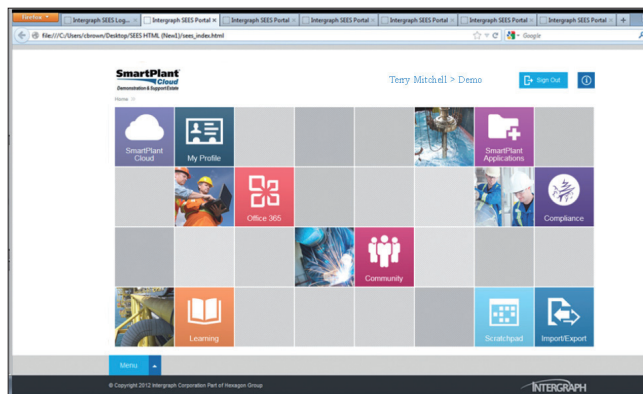 Firefox
Intergraph SEES Log... Intergraph SEES Portal Intergraph SEES Portal Intergraph SEES Portal Intergraph SEES Portal Intergraph SEES Portal Intergraph SEES Portal Intergraph SEES Portal
file:///C:/Users/cbrown/Desktop/SEES HTML (New1)/sees_index.html
Google
SmartPlant
Cloud
Demonstration & Support Estate
Terry Mitchell > Demo
Sign Out
Home
SmartPlant
Cloud
My Profile
SmartPlant
Applications
Office 365
Compliance
Community
Learning
Scratchpad
Import/Export
Menu
© Copyright 2012 Intergraph Corporation Part of Hexagon Group
INTERGRAPH